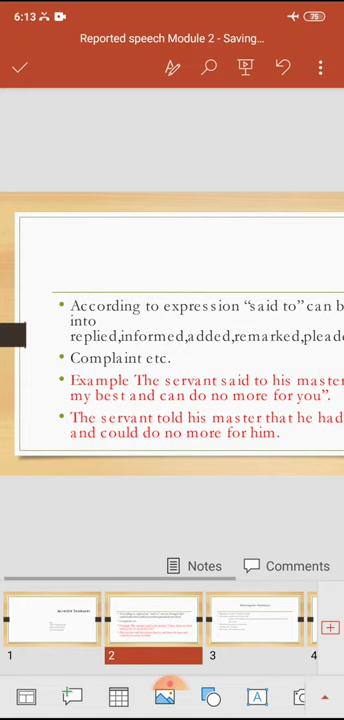 6:13
75
Reported speech Module 2 - Saving...
According to expression “said to” can b
into
replied,informed,added,remarked,plead
Complaint etc.
Example The servant said to his master
my best and can do no more for you”.
The servant told his master that he had
and could do no more for him.
Notes
Comments
1
2
3
4